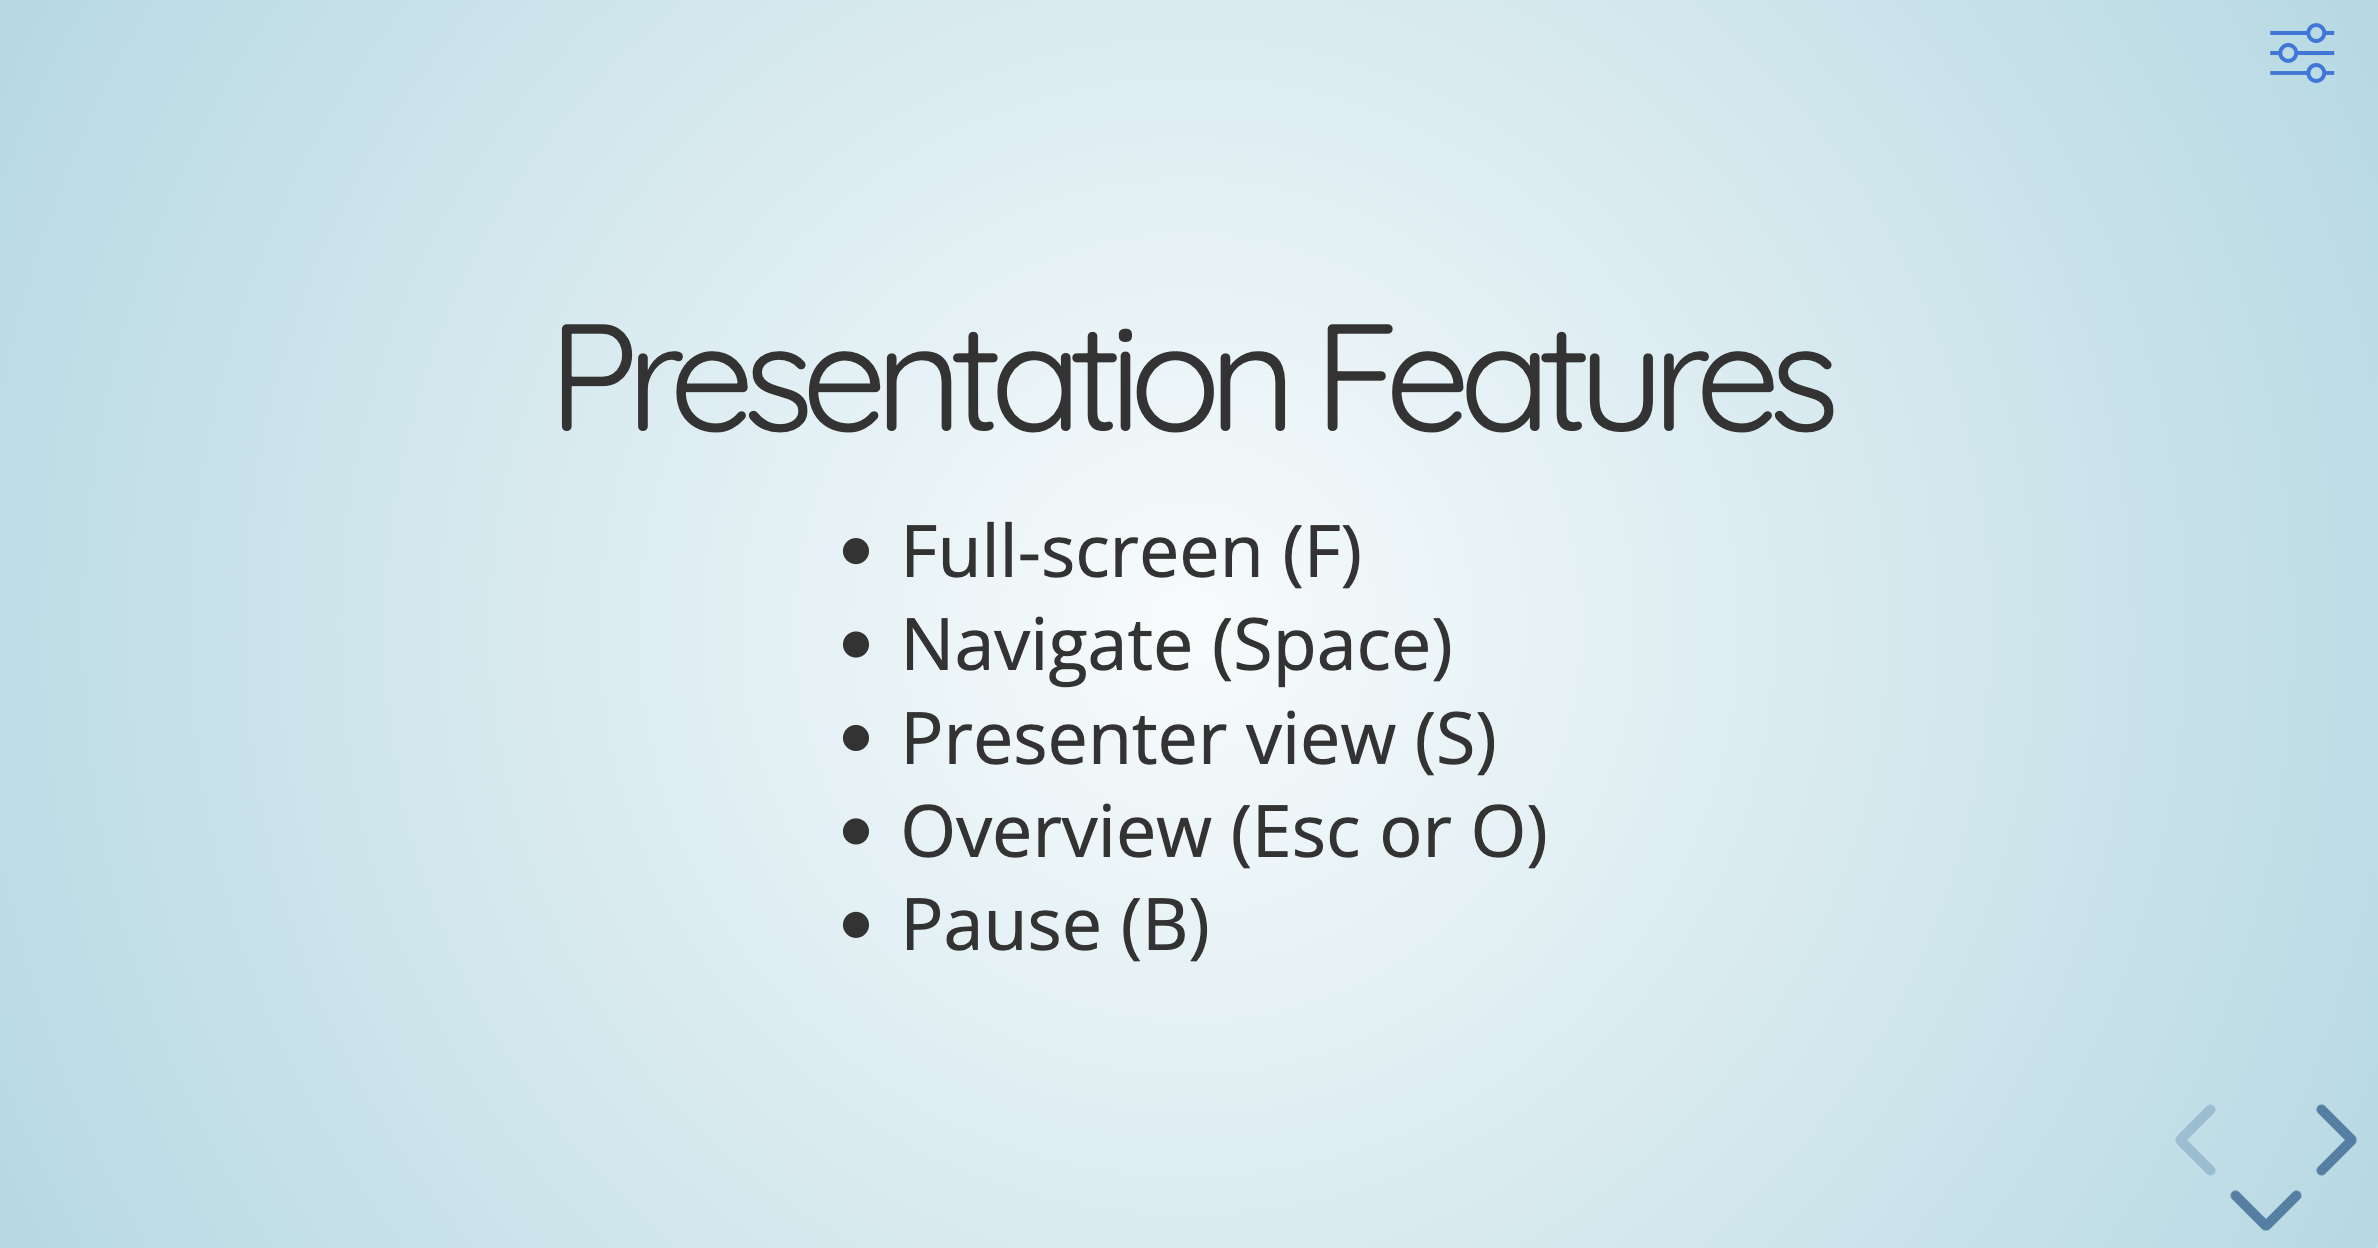 Presentation Features
Full-screen (F)
Navigate (Space)
Presenter view (S)
Overview (Esc or O)
Pause (B)